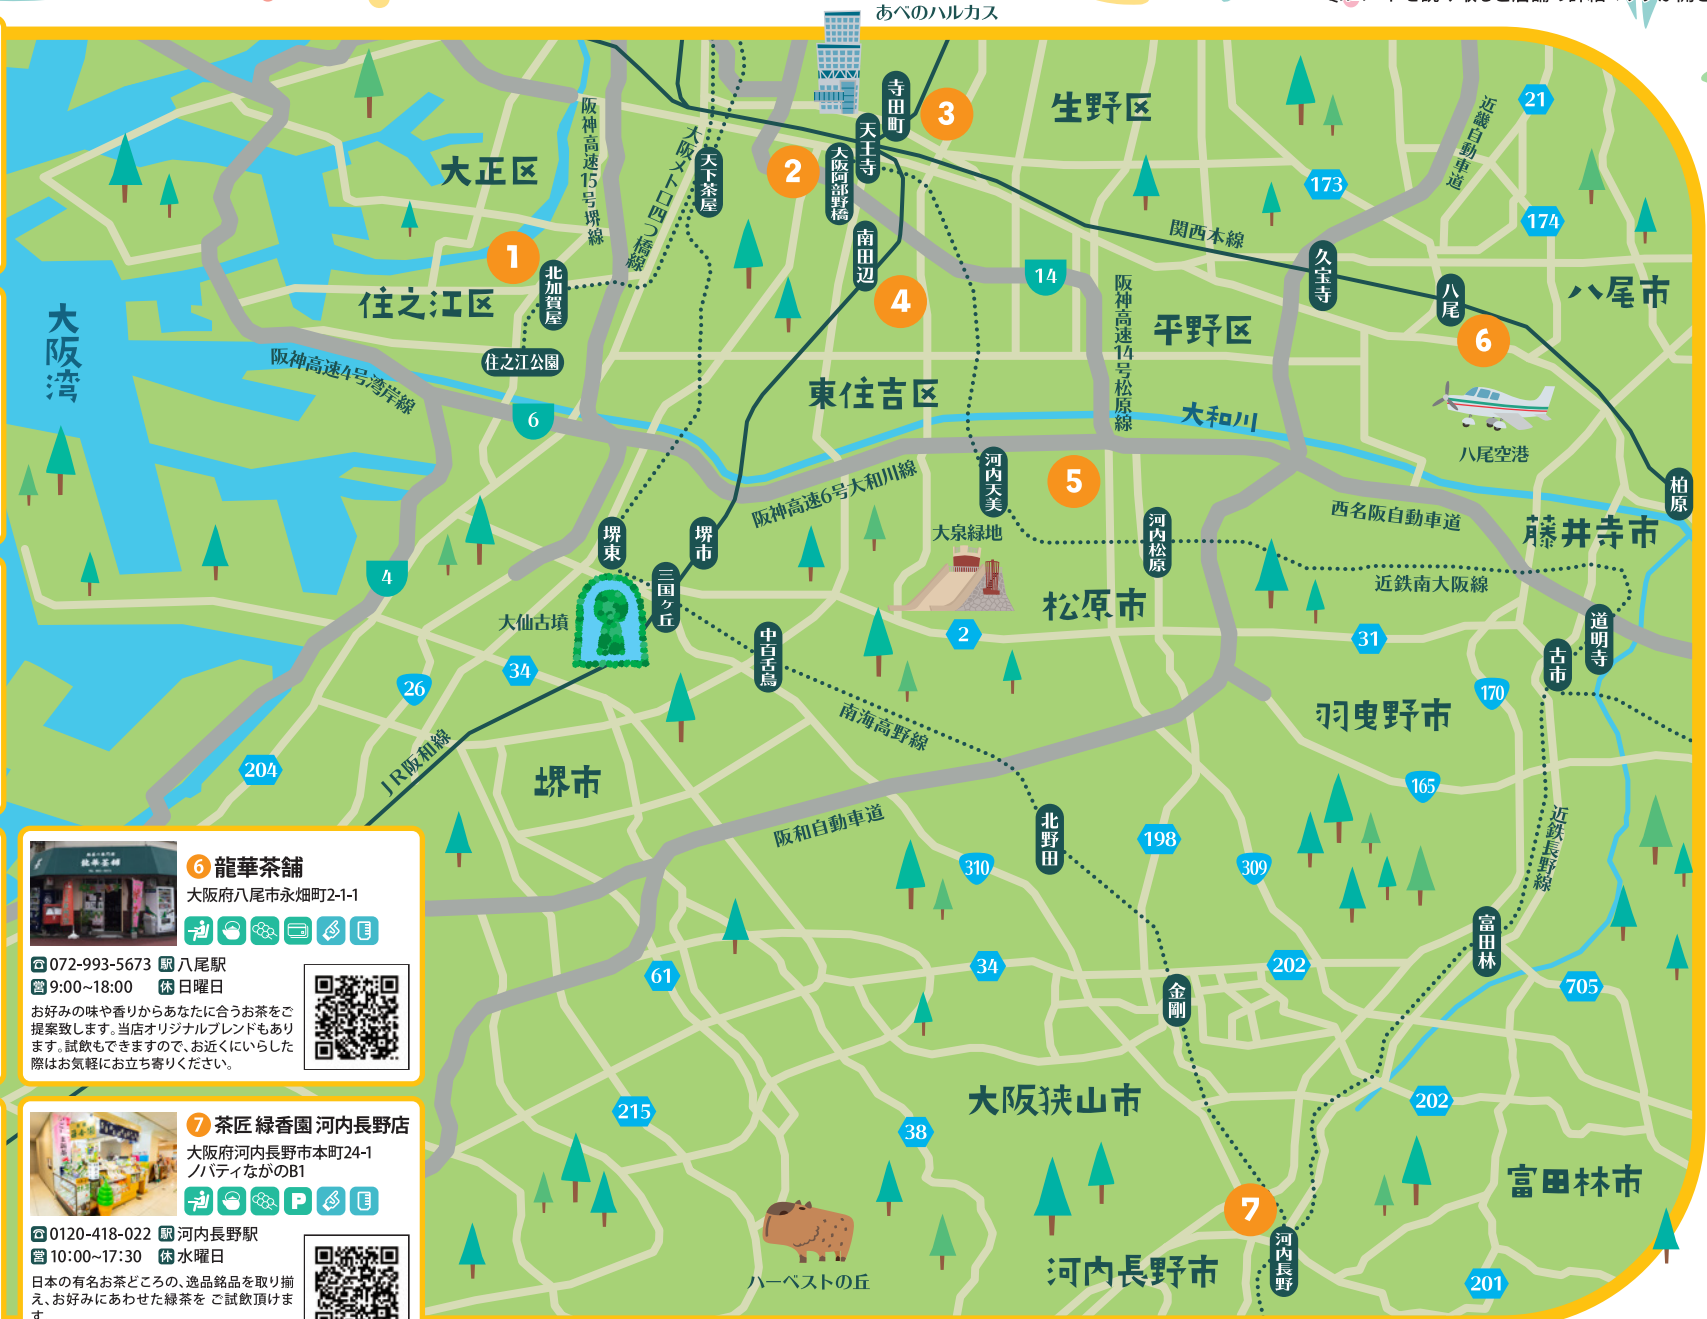 あべのハルカス
寺田町
3
生野区
21
近畿自動車道
阪神高速15号堺線
大阪メトロ四つ橋線
天下茶屋
2
天王寺
大阪阿部野橋
大正区
173
174
関西本線
1
北加賀屋
住之江区
住之江公園
南田辺
4
14
阪神高速14号松原線
平野区
久宝寺
八尾
八尾市
6
大阪湾
阪神高速4号湾岸線
6
東住吉区
大和川
八尾空港
柏原
河内天美
5
阪神高速6号大和川線
西名阪自動車道
藤井寺市
堺東
堺市
大泉緑地
河内松原
近鉄南大阪線
4
三国ヶ丘
大仙古墳
松原市
2
31
道明寺
古市
中百舌鳥
34
26
170
羽曳野市
南海高野線
204
JR阪和線
堺市
165
阪和自動車道
北野田
198
310
309
近鉄長野線
富田林
61
34
202
金剛
705
大阪狭山市
202
215
38
富田林市
7
河内長野
河内長野市
ハーベストの丘
201
6 龍華茶舗
大阪府八尾市永畑町2-1-1
072-993-5673 駅 八尾駅
営 9:00~18:00 休 日曜日
お好みの味や香りからあなたに合うお茶をご
提案致します。当店オリジナルブレンドもあり
ます。試飲もできますので、お近くにいらした
際はお気軽にお立ち寄りください。
7 茶匠 緑香園 河内長野店
大阪府河内長野市本町24-1
ノバティながのB1
P
0120-418-022 駅 河内長野駅
営 10:00~17:30 休 水曜日
日本の有名お茶どころの、逸品銘品を取り揃
え、お好みにあわせた緑茶を ご試飲頂けま
す